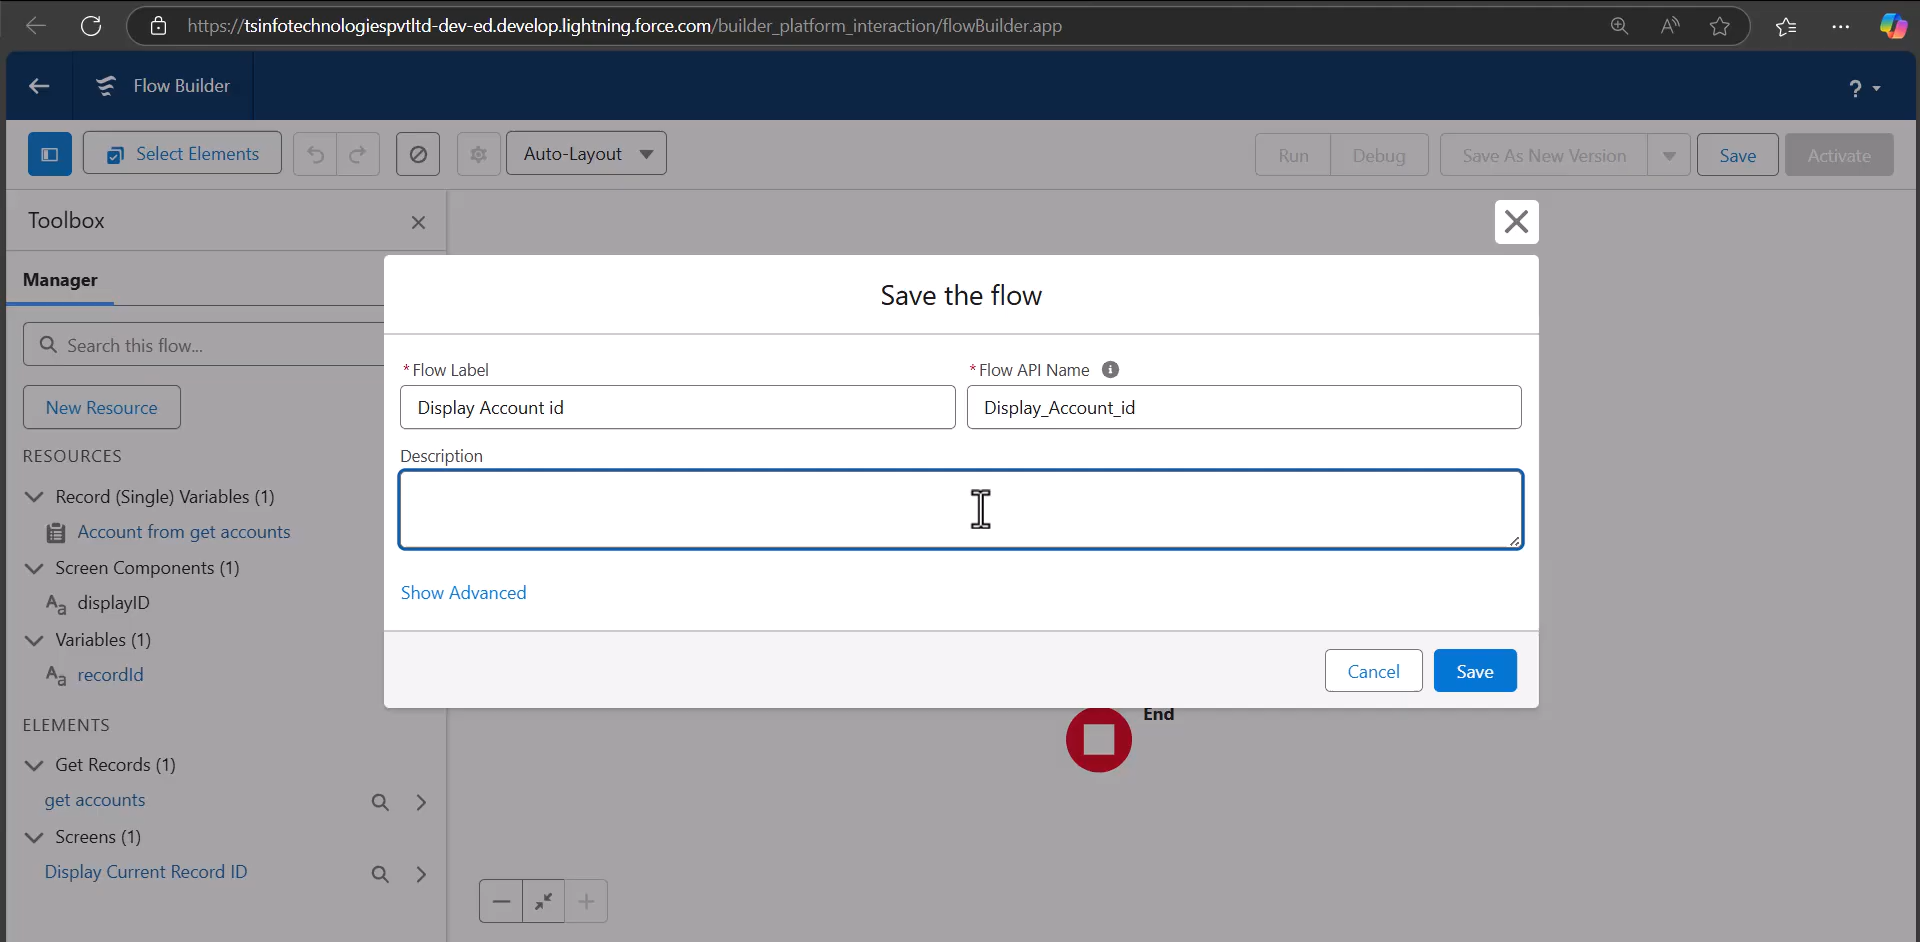 https://tsinfotechnologiespvtltd-dev-ed.develop.lightning.force.com/builder_platform_interaction/flowBuilder.app
Flow Builder
?
Select Elements
Auto-Layout
Run
Debug
Save As New Version
Save
Activate
Toolbox
Manager
Search this flow...
New Resource
RESOURCES
Record (Single) Variables (1)
Account from get accounts
Screen Components (1)
Aa displayID
Variables (1)
Aa recordId
ELEMENTS
Get Records (1)
get accounts
Screens (1)
Display Current Record ID
Save the flow
*Flow Label
Display Account id
*Flow API Name
Display_Account_id
Description
Show Advanced
Cancel
Save
End